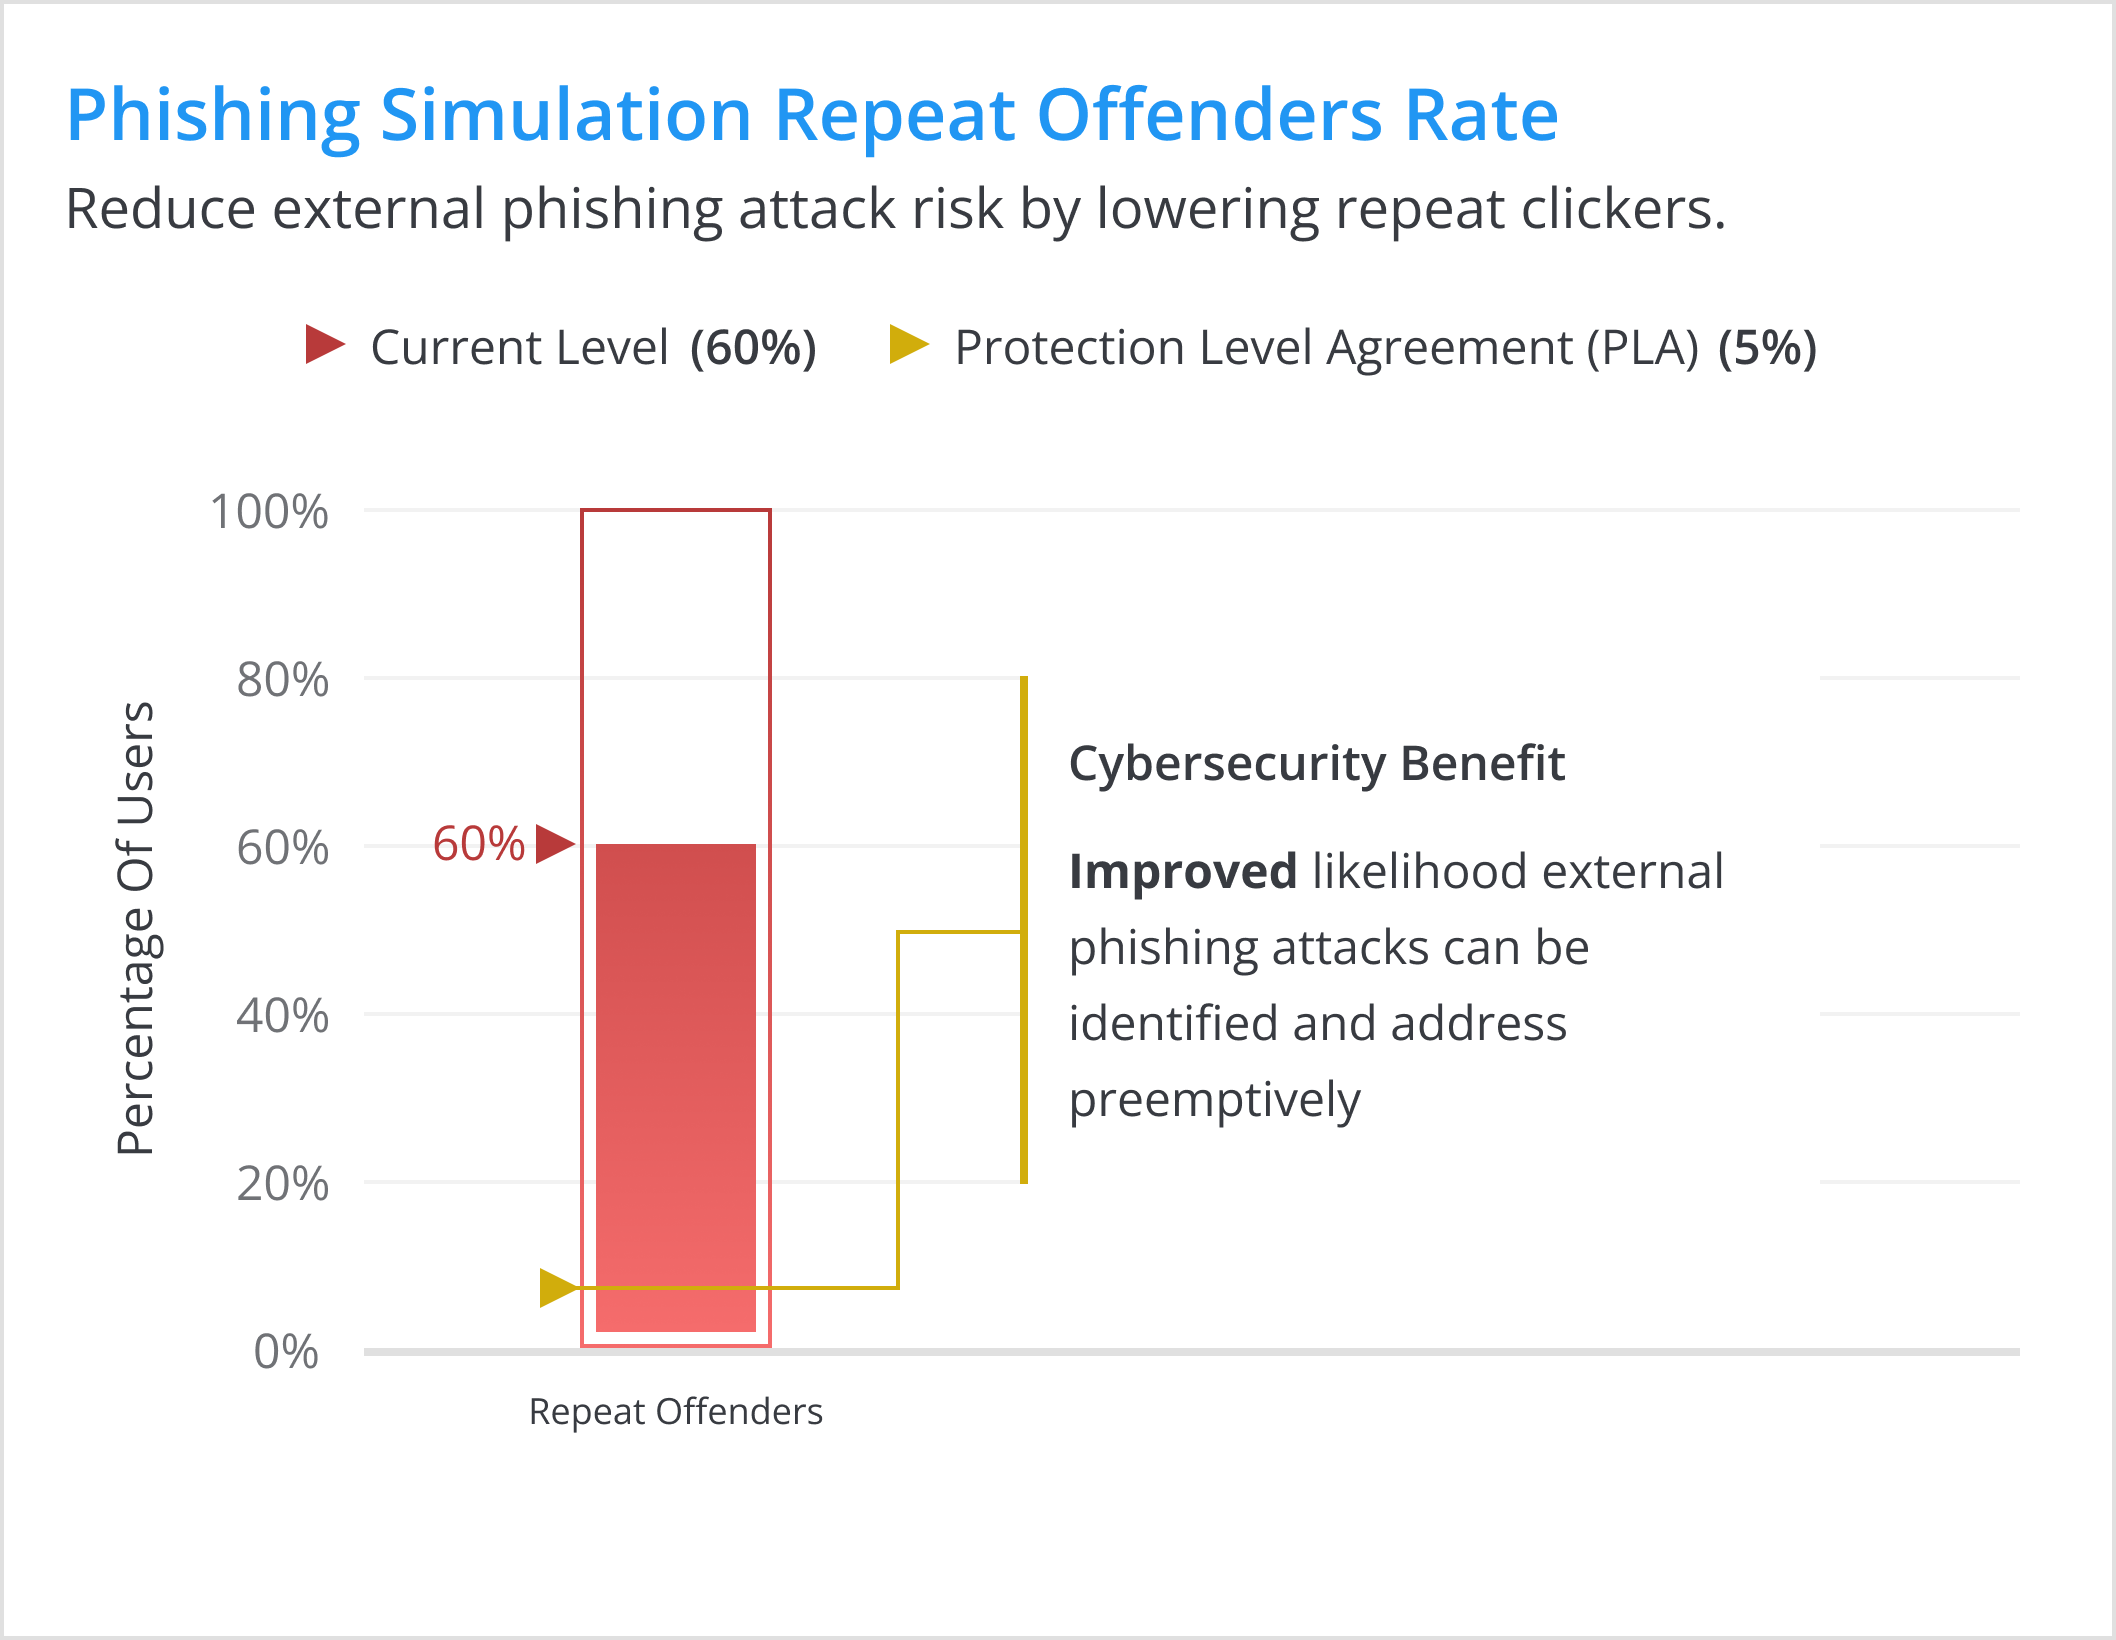 Phishing Simulation Repeat Offenders Rate
Reduce external phishing attack risk by lowering repeat clickers.
Current Level (60%) Protection Level Agreement (PLA) (5%)
100%
80%
60%
40%
20%
0%
Percentage Of Users
60%
Cybersecurity Benefit
Improved likelihood external
phishing attacks can be
identified and address
preemptively
Repeat Offenders